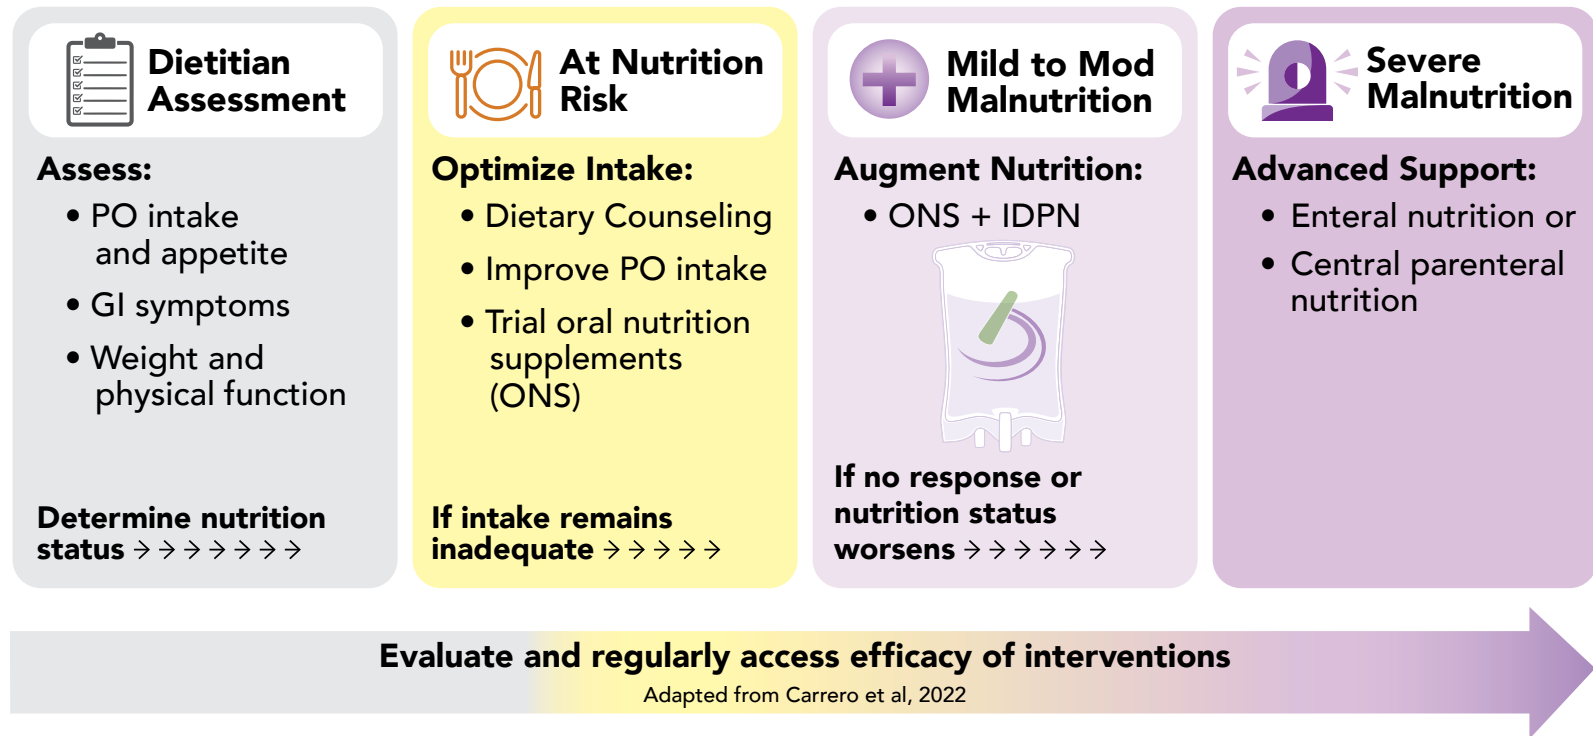 Dietitian
Assessment
Assess:
• PO intake
and appetite
• GI symptoms
• Weight and
physical function
Determine nutrition
status → → → → → → →
At Nutrition
Risk
Optimize Intake:
• Dietary Counseling
• Improve PO intake
• Trial oral nutrition
supplements
(ONS)
If intake remains
inadequate → → → → →
Mild to Mod
Malnutrition
Augment Nutrition:
• ONS + IDPN
If no response or
nutrition status
worsens → → → → → →
Severe
Malnutrition
Advanced Support:
• Enteral nutrition or
• Central parenteral
nutrition
Evaluate and regularly access efficacy of interventions
Adapted from Carrero et al, 2022